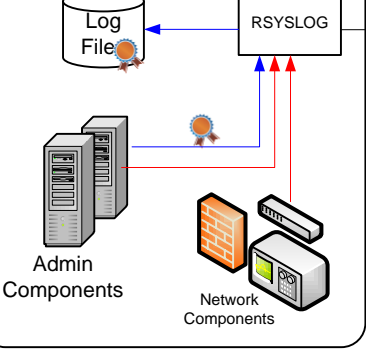 Log
File
RSYSLOG
Admin
Components
Network
Components